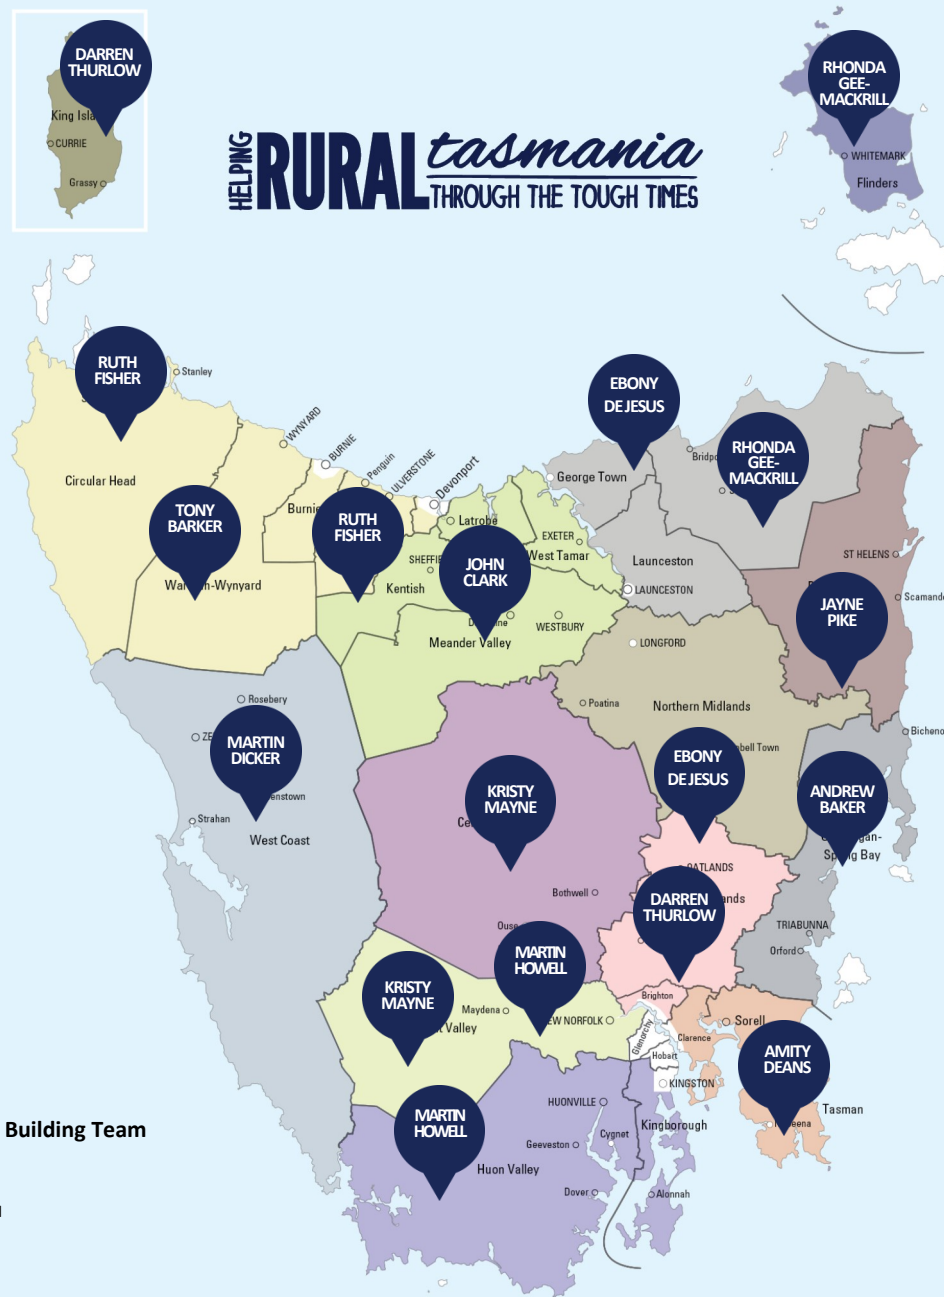 DARREN
THURLOW
CURRIE
Grassy
RHONDA
GEE-
MACKRILL
WHITEMARK
Flinders
HELPING
RURAL tasmania
THROUGH THE TOUGH TIMES
RUTH
FISHER
Stanley
Circular Head
WYNYARD
BURNIE
Penguin
ULVERSTONE
Devonport
TONY
BARKER
RUTH
FISHER
Latrobe
Kentish
JOHN
CLARK
EXETER
West Tamar
WESTBURY
Meander Valley
EBONY
DE JESUS
George Town
RHONDA
GEE-
MACKRILL
Launceston
LAUNCESTON
ST HELENS
JAYNE
PIKE
LONGFORD
Poatina
Northern Midlands
Rosebery
MARTIN
DICKER
Strahan
West Coast
KRISTY
MAYNE
Bothwell
EBONY
DE JESUS
ANDREW
BAKER
DARREN
THURLOW
TRIABUNNA
Orford
MARTIN
HOWELL
KRISTY
MAYNE
Maydena
Brighton
Glenorchy
Hobart
KINGSTON
Clarence
Sorell
AMITY
DEANS
Tasman
MARTIN
HOWELL
HUONVILLE
Cygnet
Geeveston
Kingborough
Huon Valley
Dover
Alonnah
Building Team